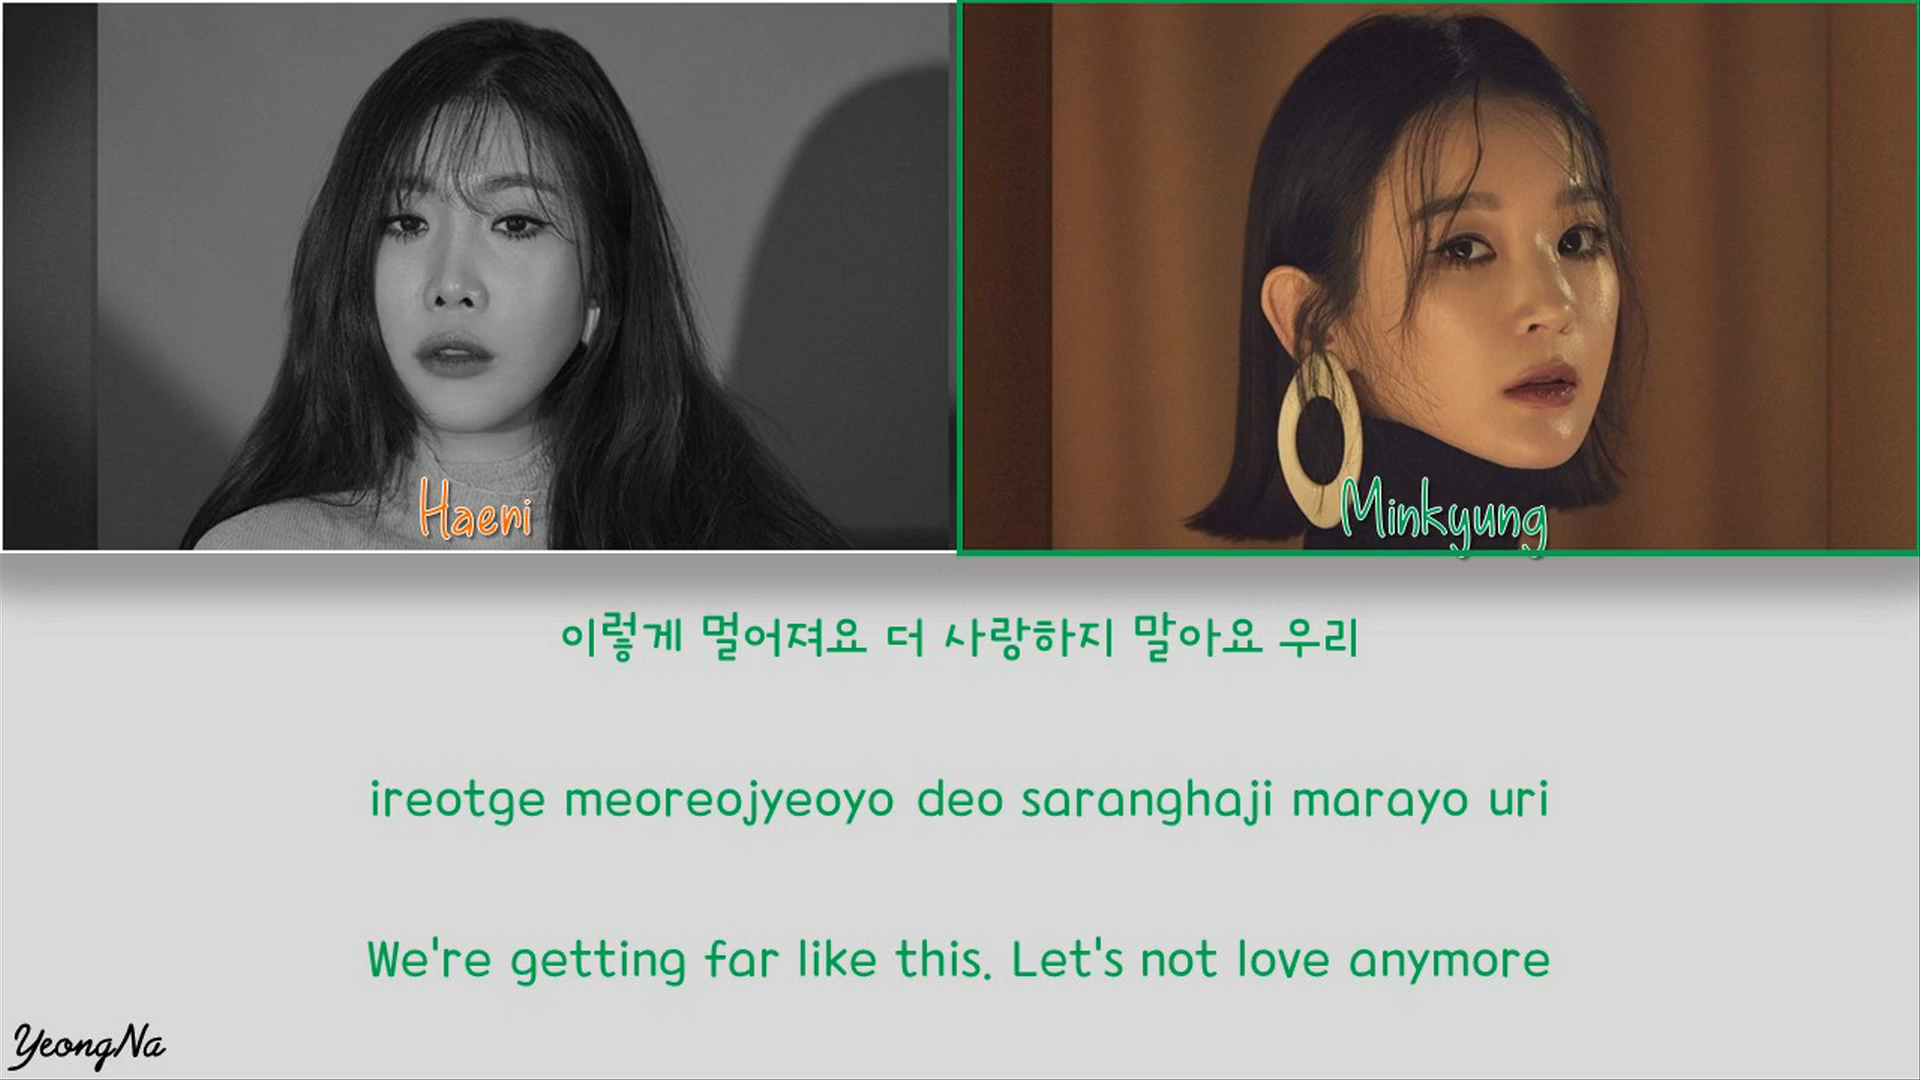 Haeni
Minkyung
이렇게 멀어져요 더 사랑하지 말아요 우리
ireotge meoreojyeoyo deo saranghaji marayo uri
We're getting far like this. Let's not love anymore
YeongNa